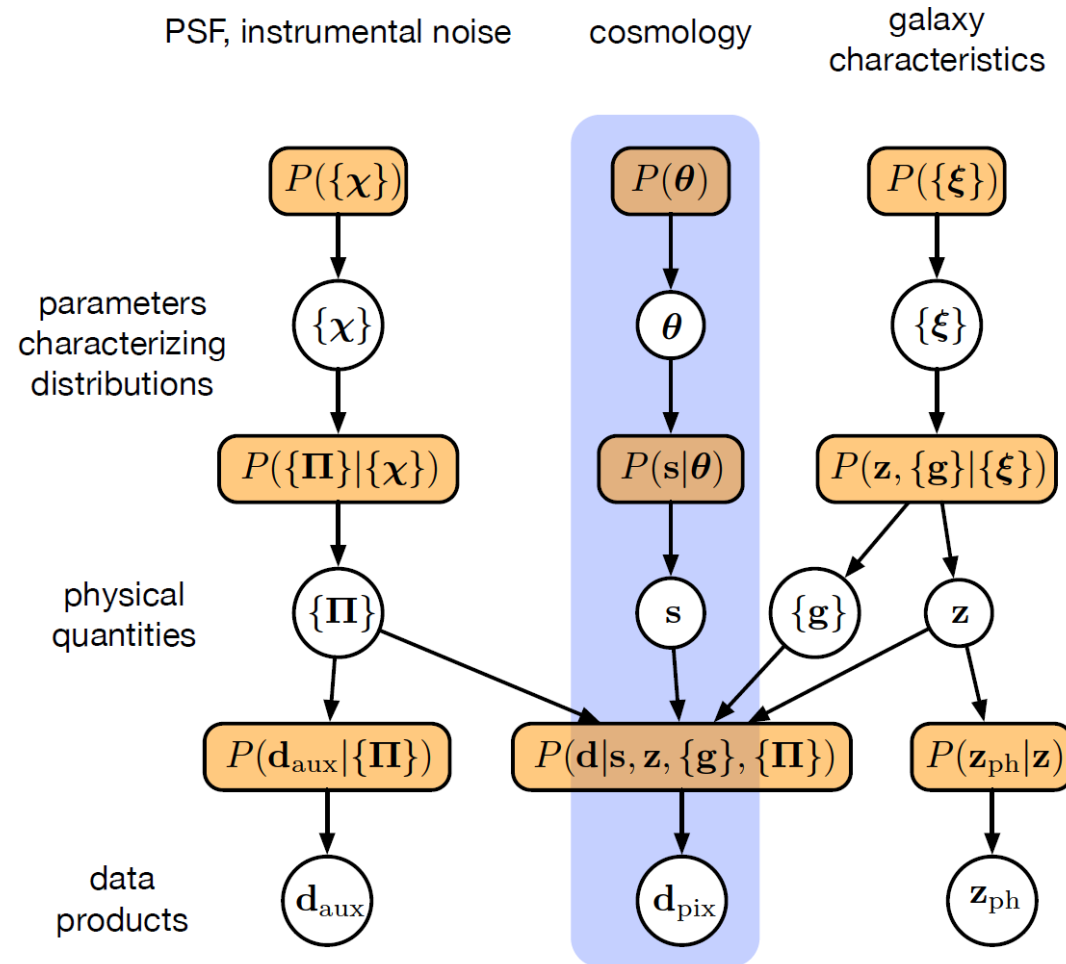 PSF, instrumental noise
cosmology
galaxy
characteristics
P({χ})
P(θ)
P({ξ})
parameters
characterizing
distributions
{χ}
θ
{ξ}
P({Π}|{χ})
P(s|θ)
P(z, {g}|{ξ})
physical
quantities
{Π}
s
{g}
z
P(d_aux|{Π})
P(d|s, z, {g}, {Π})
P(z_ph|z)
data
products
d_aux
d_pix
z_ph